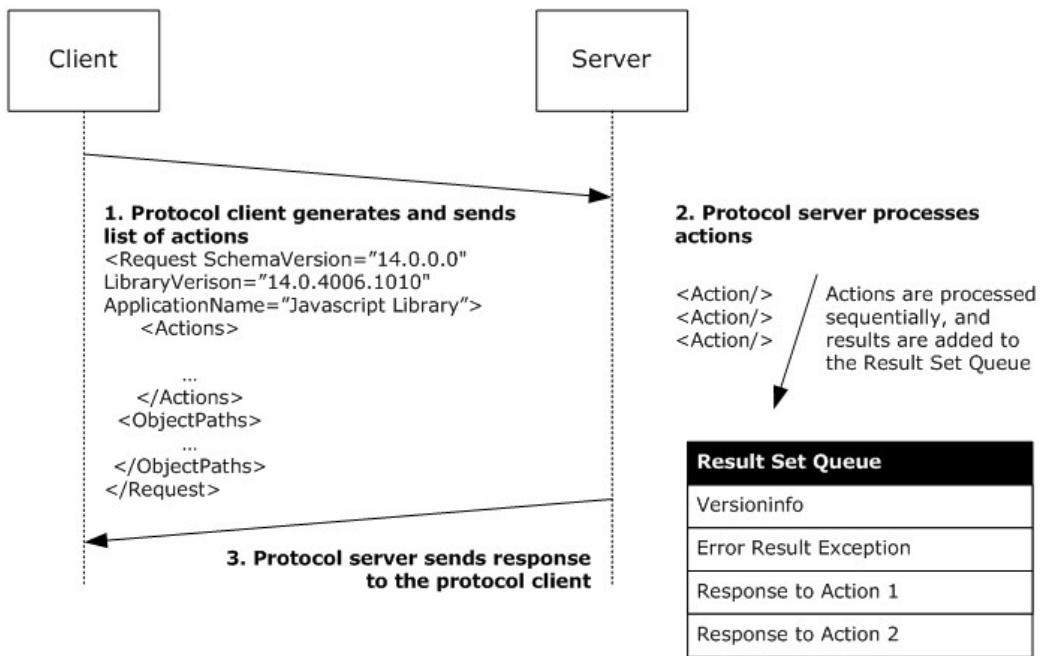 Client
Server
1. Protocol client generates and sends
list of actions
<Request SchemaVersion=”14.0.0.0"
LibraryVerison=”14.0.4006.1010"
ApplicationName=”Javascript Library”>
<Actions>
...
</Actions>
<ObjectPaths>
...
</ObjectPaths>
</Request>
2. Protocol server processes
actions
<Action/>
<Action/>
<Action/>
Actions are processed
sequentially, and
results are added to
the Result Set Queue
Result Set Queue
Versioninfo
Error Result Exception
Response to Action 1
Response to Action 2
3. Protocol server sends response
to the protocol client